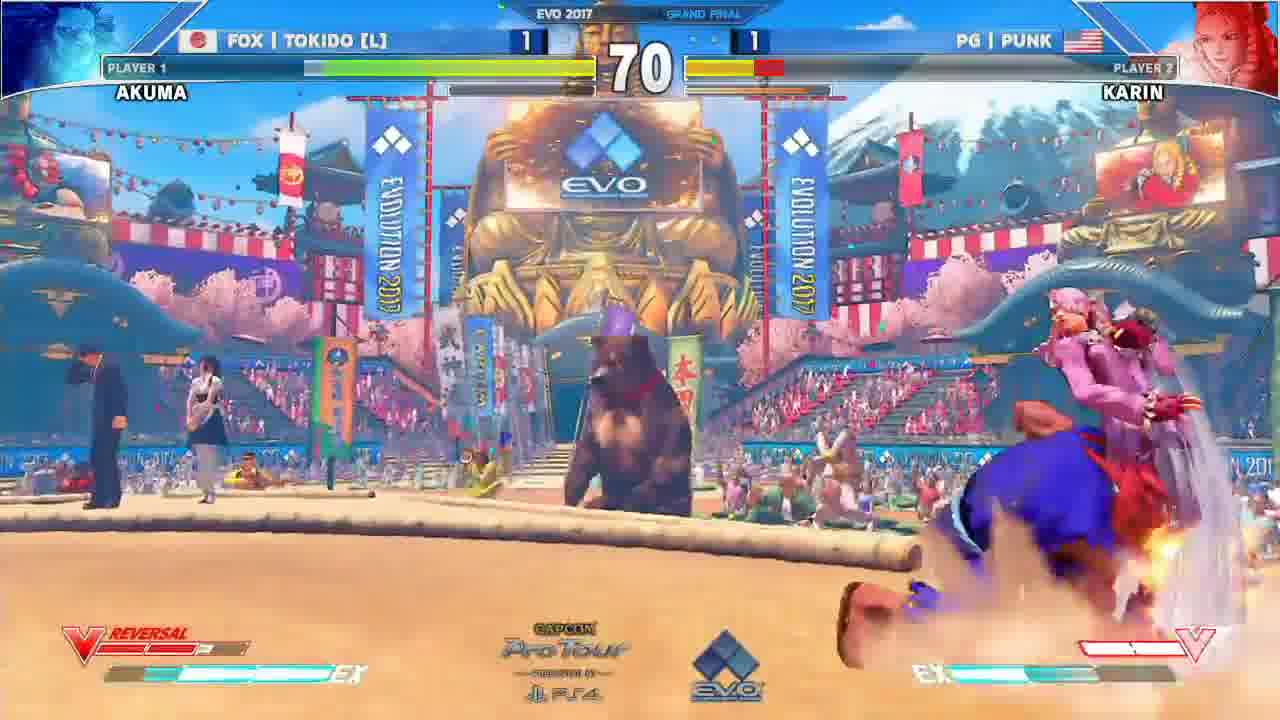 EVO 2017 GRAND FINAL
FOX | TOKIDO [L] 1 70 1 PG | PUNK
PLAYER 1 PLAYER 2
AKUMA KARIN
EVO
EVOLUTION 2017
EVOLUTION 2017
REVERSAL
EX
EX
CAPCOM
Pro Tour
PS4
EVO